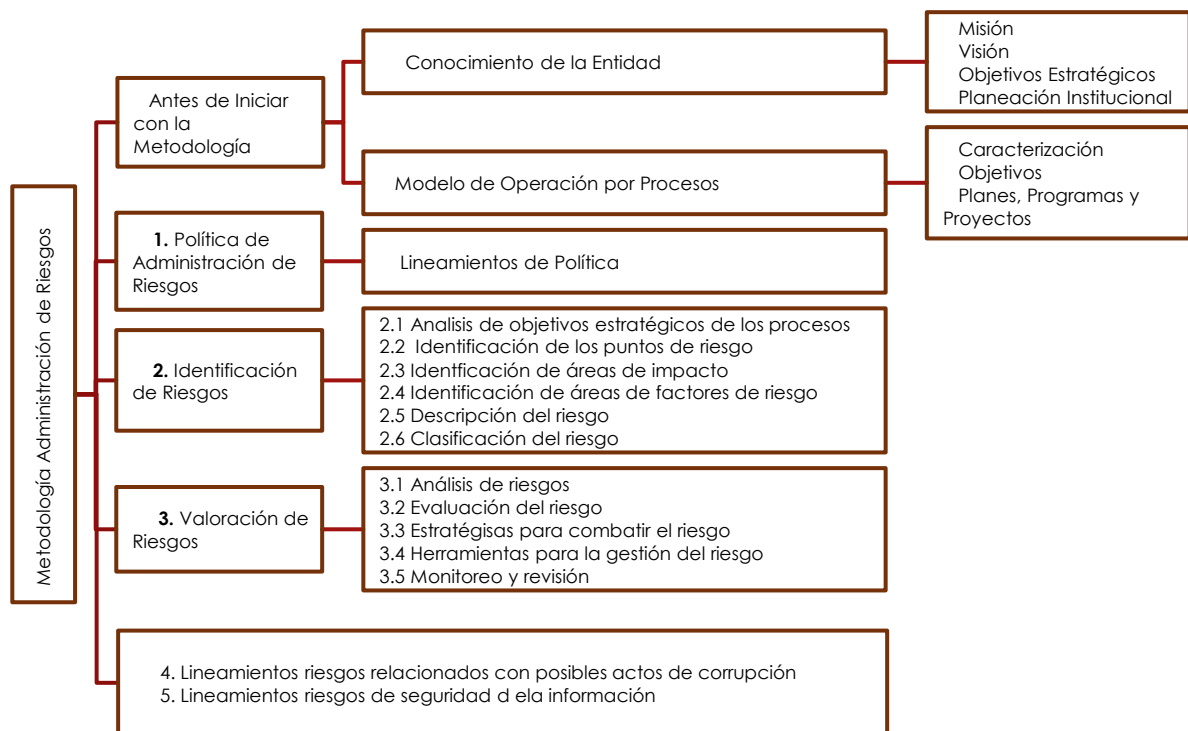 Metodología Administración de Riesgos
Antes de Iniciar
con la
Metodología
Conocimiento de la Entidad
Misión
Visión
Objetivos Estratégicos
Planeación Institucional
Modelo de Operación por Procesos
Caracterización
Objetivos
Planes, Programas y
Proyectos
1. Política de
Administración de
Riesgos
Lineamientos de Política
2. Identificación
de Riesgos
2.1 Analisis de objetivos estratégicos de los procesos
2.2 Identificación de los puntos de riesgo
2.3 Identficación de áreas de impacto
2.4 Identificación de áreas de factores de riesgo
2.5 Descripción del riesgo
2.6 Clasificación del riesgo
3. Valoración de
Riesgos
3.1 Análisis de riesgos
3.2 Evaluación del riesgo
3.3 Estratégisas para combatir el riesgo
3.4 Herramientas para la gestión del riesgo
3.5 Monitoreo y revisión
4. Lineamientos riesgos relacionados con posibles actos de corrupción
5. Lineamientos riesgos de seguridad d ela información